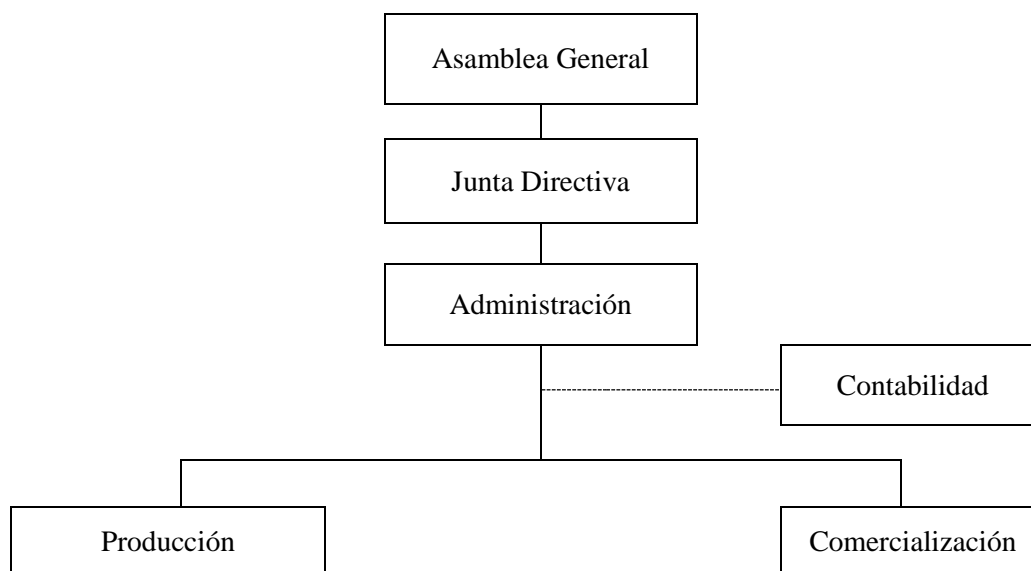 Asamblea General
Junta Directiva
Administración
Contabilidad
Producción
Comercialización